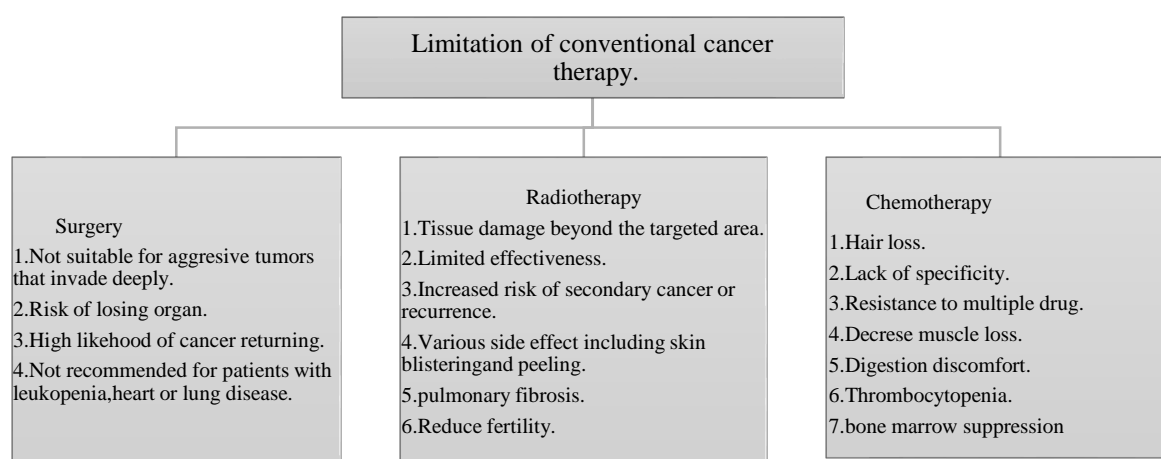 Limitation of conventional cancer
therapy.
Surgery
1.Not suitable for aggresive tumors
that invade deeply.
2.Risk of losing organ.
3.High likelihood of cancer returning.
4.Not recommended for patients with
leukopenia,heart or lung disease.
Radiotherapy
1.Tissue damage beyond the targeted area.
2.Limited effectiveness.
3.Increased risk of secondary cancer or
recurrence.
4.Various side effect including skin
blisteringand peeling.
5.pulmonary fibrosis.
6.Reduce fertility.
Chemotherapy
1.Hair loss.
2.Lack of specificity.
3.Resistance to multiple drug.
4.Decrese muscle loss.
5.Digestion discomfort.
6.Thrombocytopenia.
7.bone marrow suppression